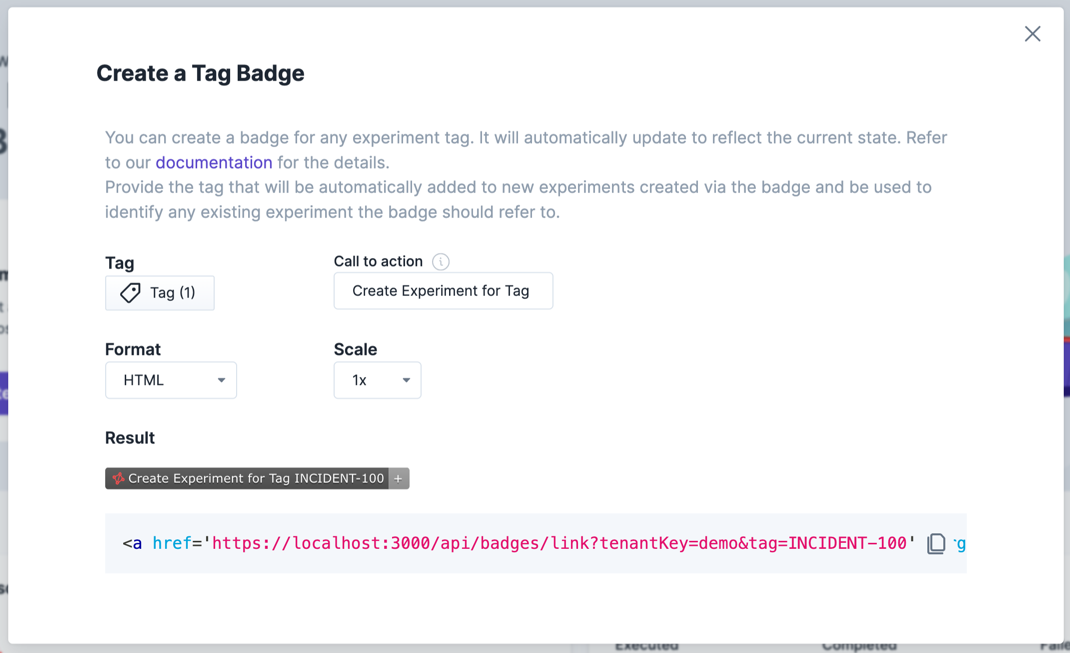 Create a Tag Badge
You can create a badge for any experiment tag. It will automatically update to reflect the current state. Refer
to our documentation for the details.
Provide the tag that will be automatically added to new experiments created via the badge and be used to
identify any existing experiment the badge should refer to.
Tag
Call to action
Tag (1)
Create Experiment for Tag
Format
Scale
HTML
1x
Result
Create Experiment for Tag INCIDENT-100 +
<a href='https://localhost:3000/api/badges/link?tenantKey=demo&tag=INCIDENT-100'
Executed
Completed